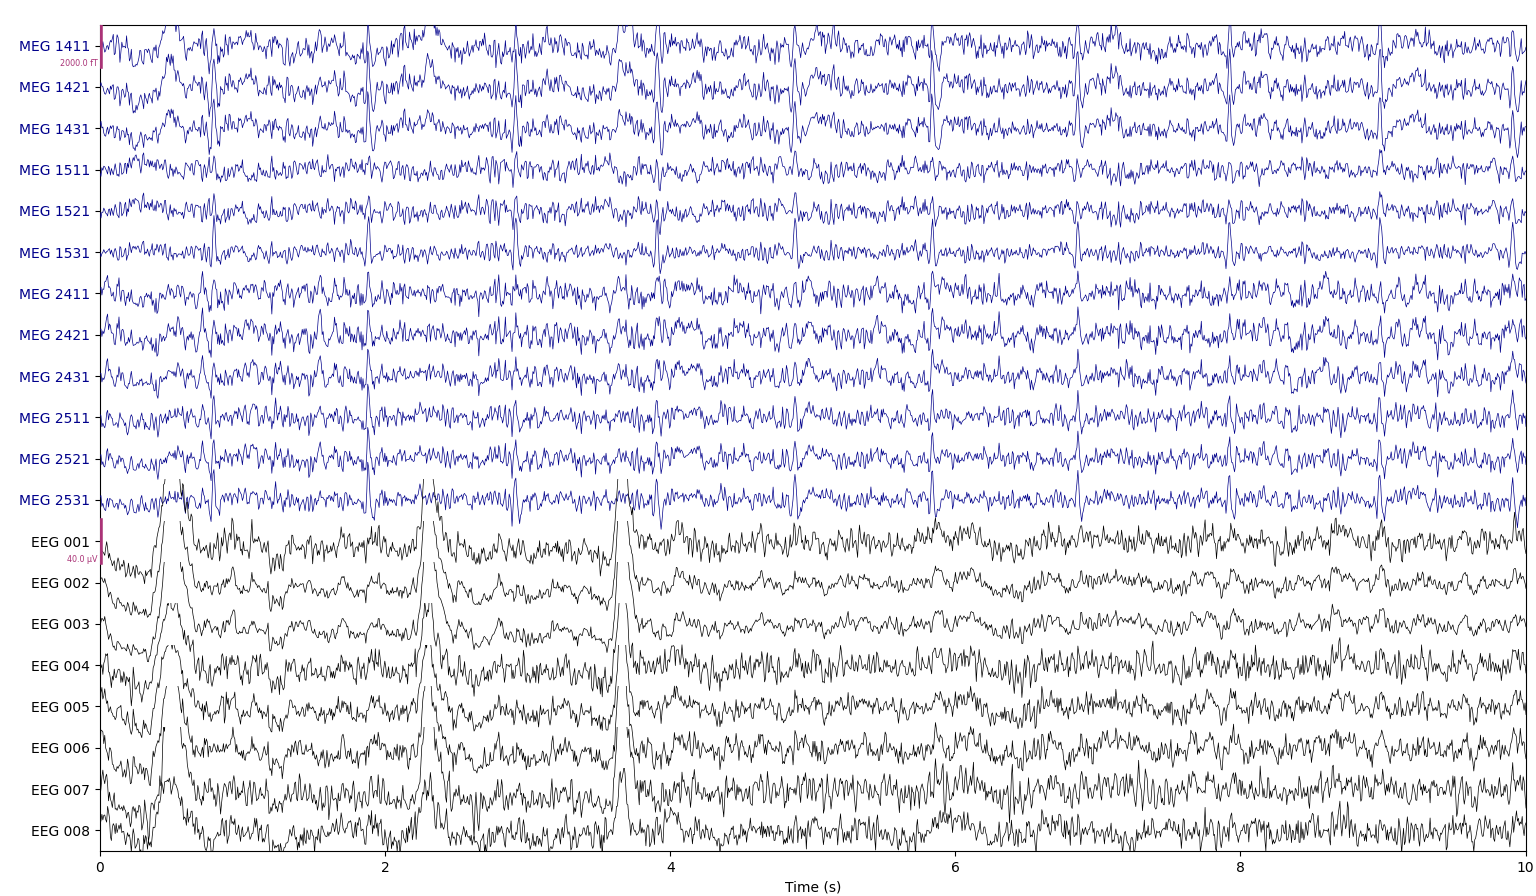 MEG 1411
2000.0 fT
MEG 1421
MEG 1431
MEG 1511
MEG 1521
MEG 1531
MEG 2411
MEG 2421
MEG 2431
MEG 2511
MEG 2521
MEG 2531
EEG 001
40.0 µV
EEG 002
EEG 003
EEG 004
EEG 005
EEG 006
EEG 007
EEG 008
0 2 4 6 8 10
Time (s)